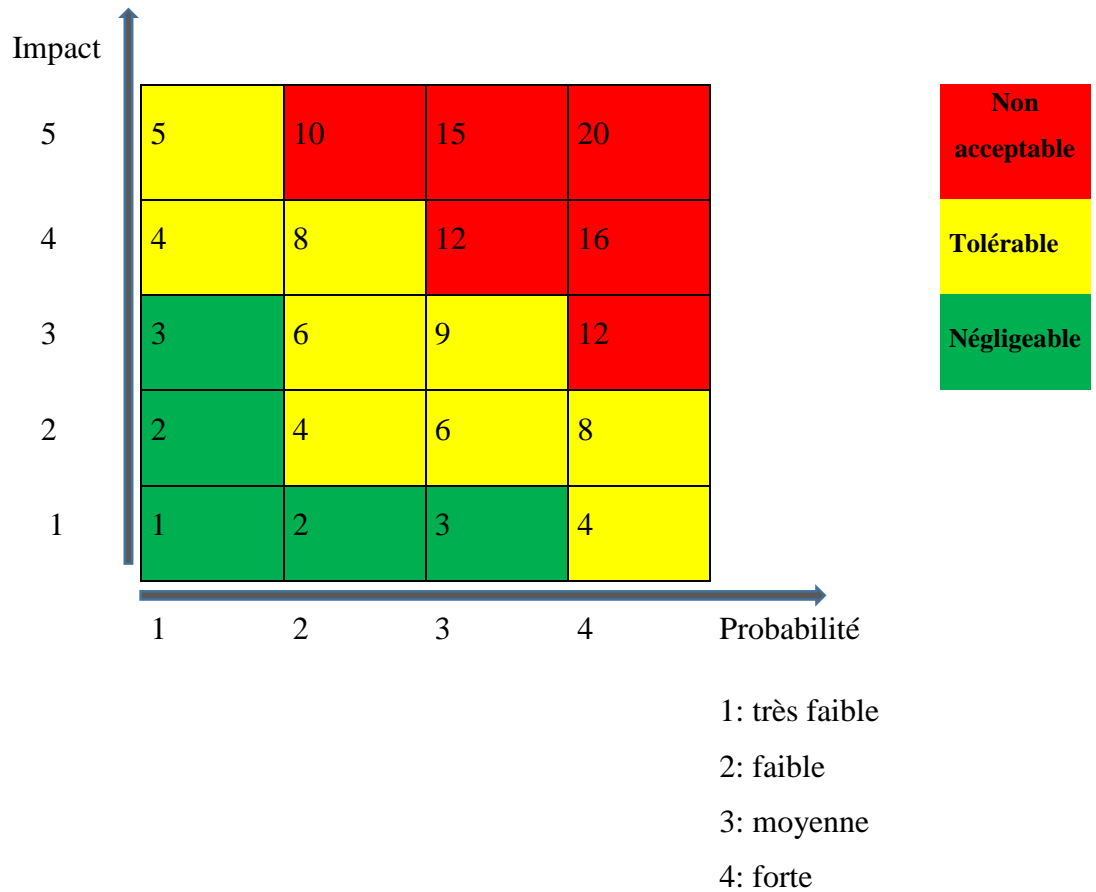 Impact
5 5 10 15 20
4 4 8 12 16
3 3 6 9 12
2 2 4 6 8
1 1 2 3 4
1 2 3 4 Probabilité
Non
acceptable
Tolérable
Négligeable
1: très faible
2: faible
3: moyenne
4: forte